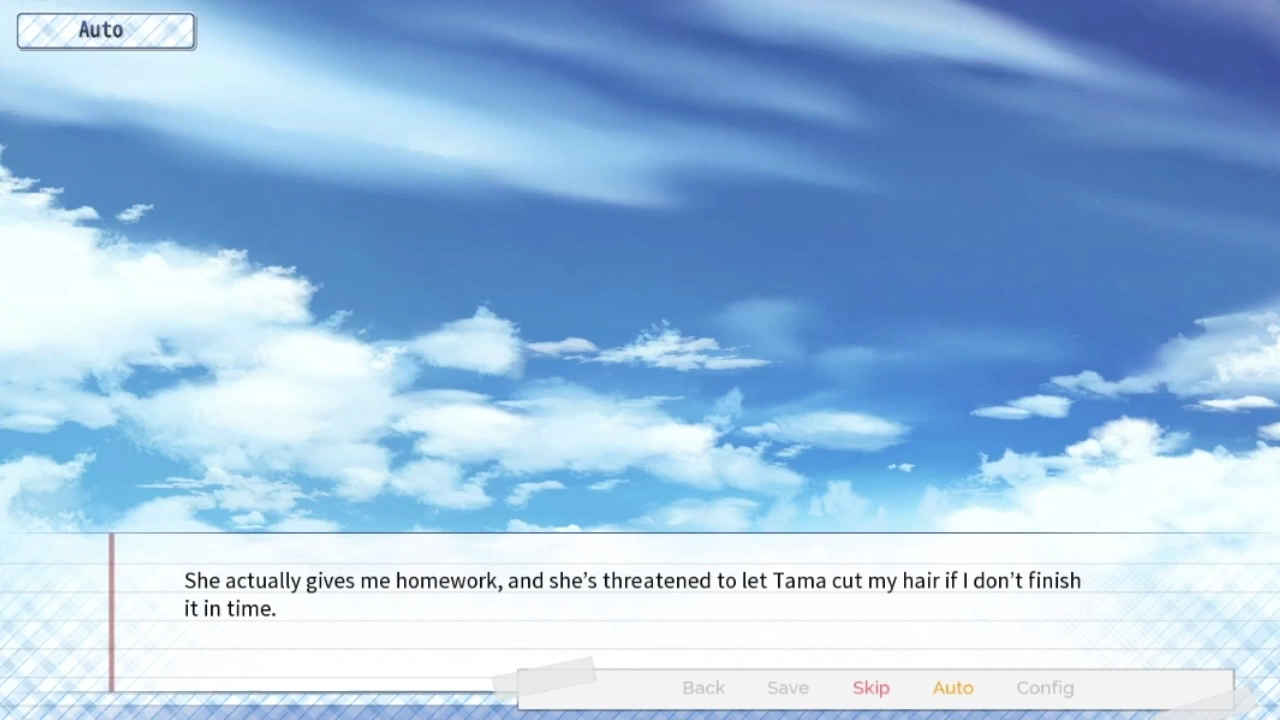 Auto
She actually gives me homework, and she’s threatened to let Tama cut my hair if I don’t finish
it in time.
Back Save Skip Auto Config